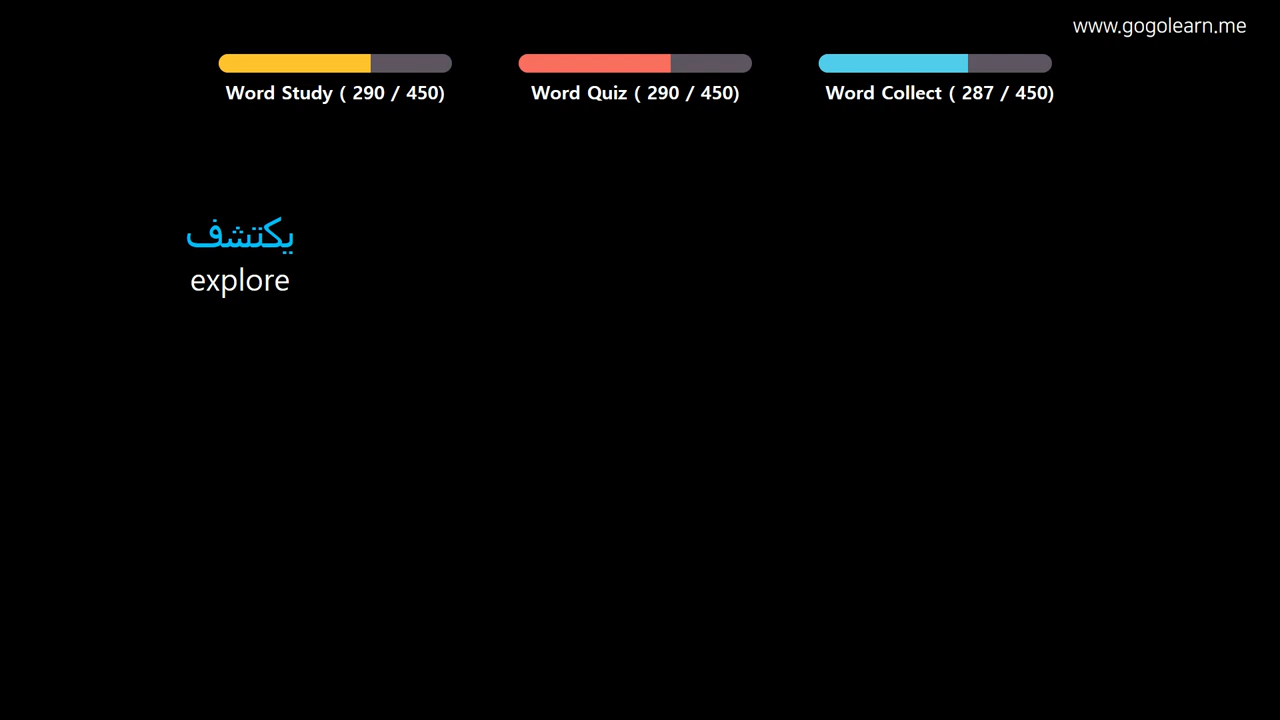 www.gogolearn.me
Word Study ( 290 / 450)
Word Quiz ( 290 / 450)
Word Collect ( 287 / 450)
يكتشف
explore